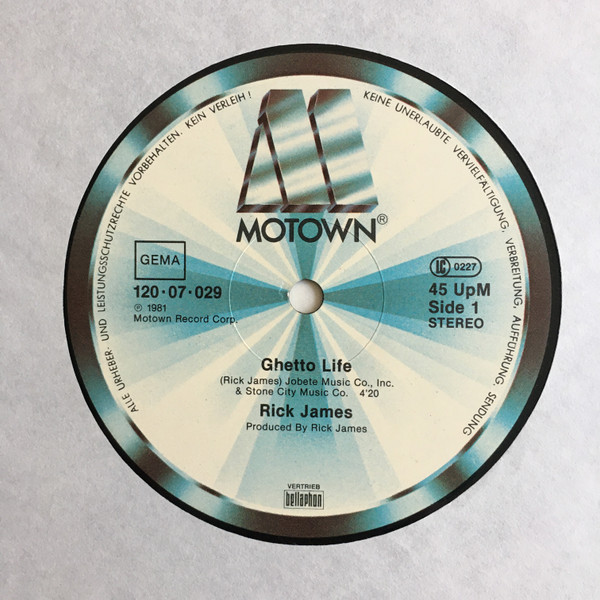 ALLE URHEBER- UND LEISTUNGSSCHUTZRECHTE VORBEHALTEN. KEIN VERLEIH! KEINE UNERLAUBTE VERVIELFÄLTIGUNG, VERBREITUNG, AUFFÜHRUNG, SENDUNG
M
MOTOWN®
GEMA
LC 0227
120·07·029
℗ 1981
Motown Record Corp.
45 UpM
Side 1
STEREO
Ghetto Life
(Rick James) Jobete Music Co., Inc.
& Stone City Music Co. 4'20
Rick James
Produced By Rick James
VERTRIEB
bellaphon